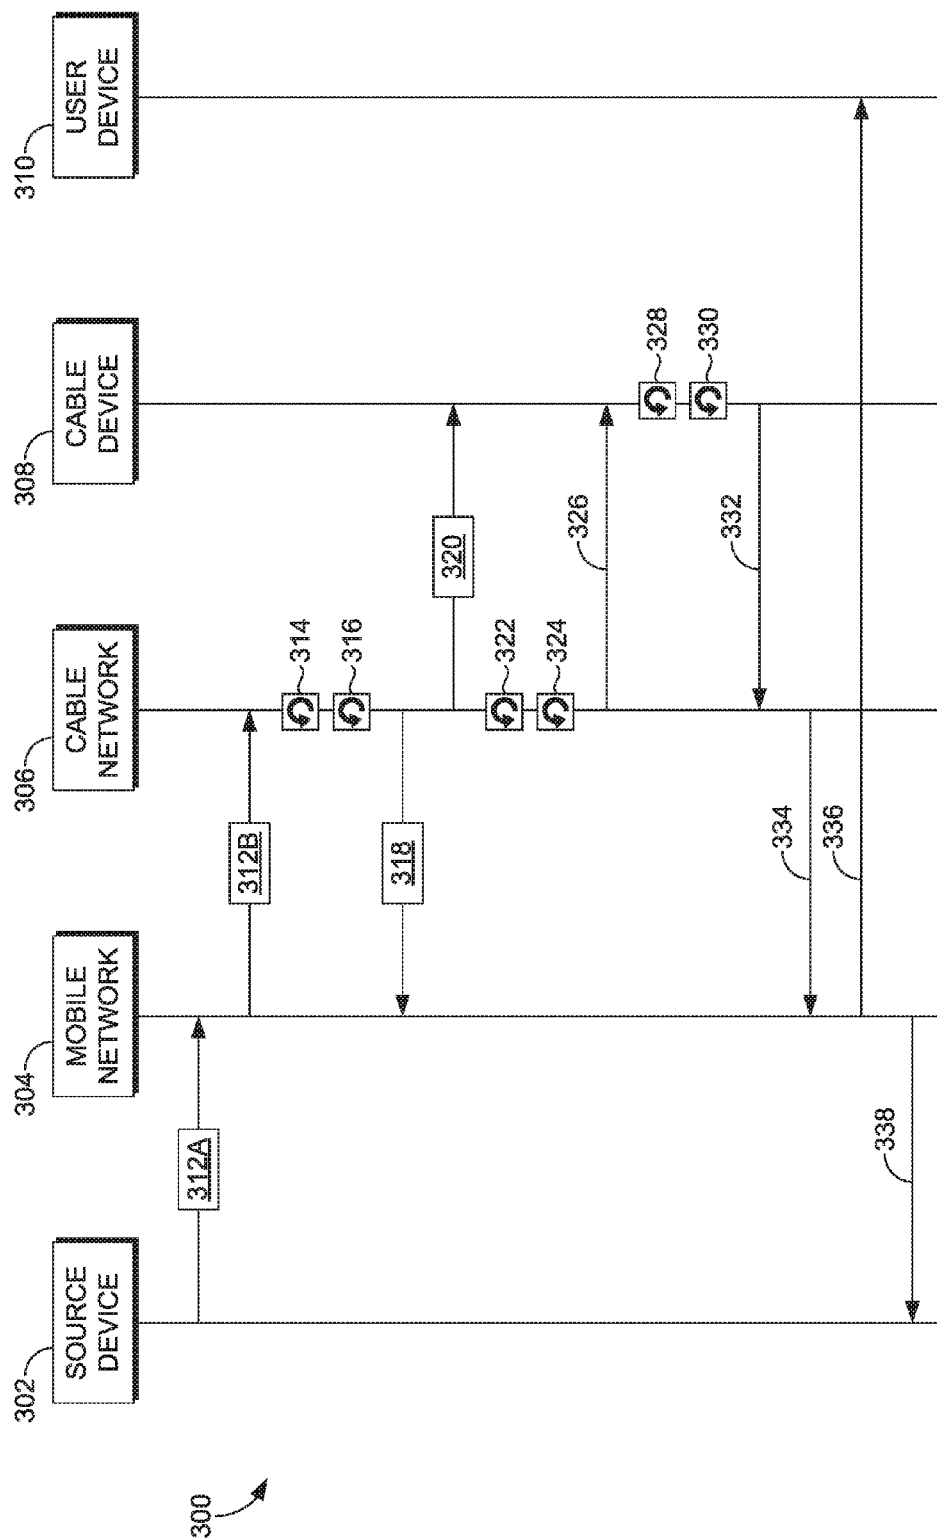 300
302
SOURCE
DEVICE
304
MOBILE
NETWORK
306
CABLE
NETWORK
308
CABLE
DEVICE
310
USER
DEVICE
312A
312B
314
316
318
320
322
324
326
328
330
332
334
336
338